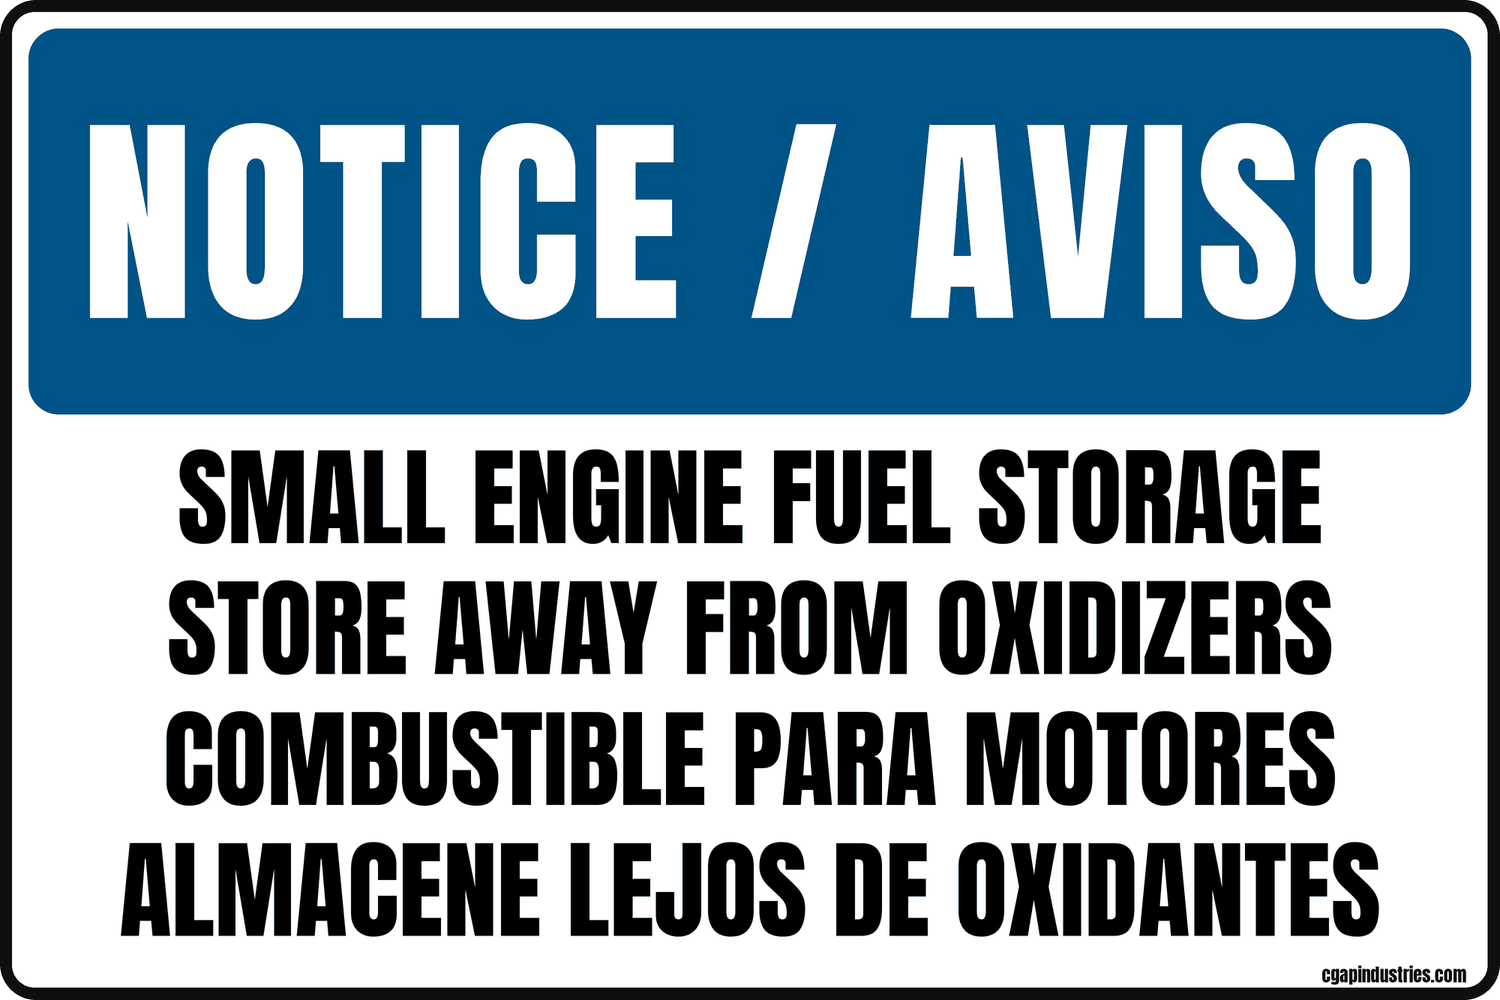 NOTICE / AVISO
SMALL ENGINE FUEL STORAGE
STORE AWAY FROM OXIDIZERS
COMBUSTIBLE PARA MOTORES
ALMACENE LEJOS DE OXIDANTES
cgapindustries.com